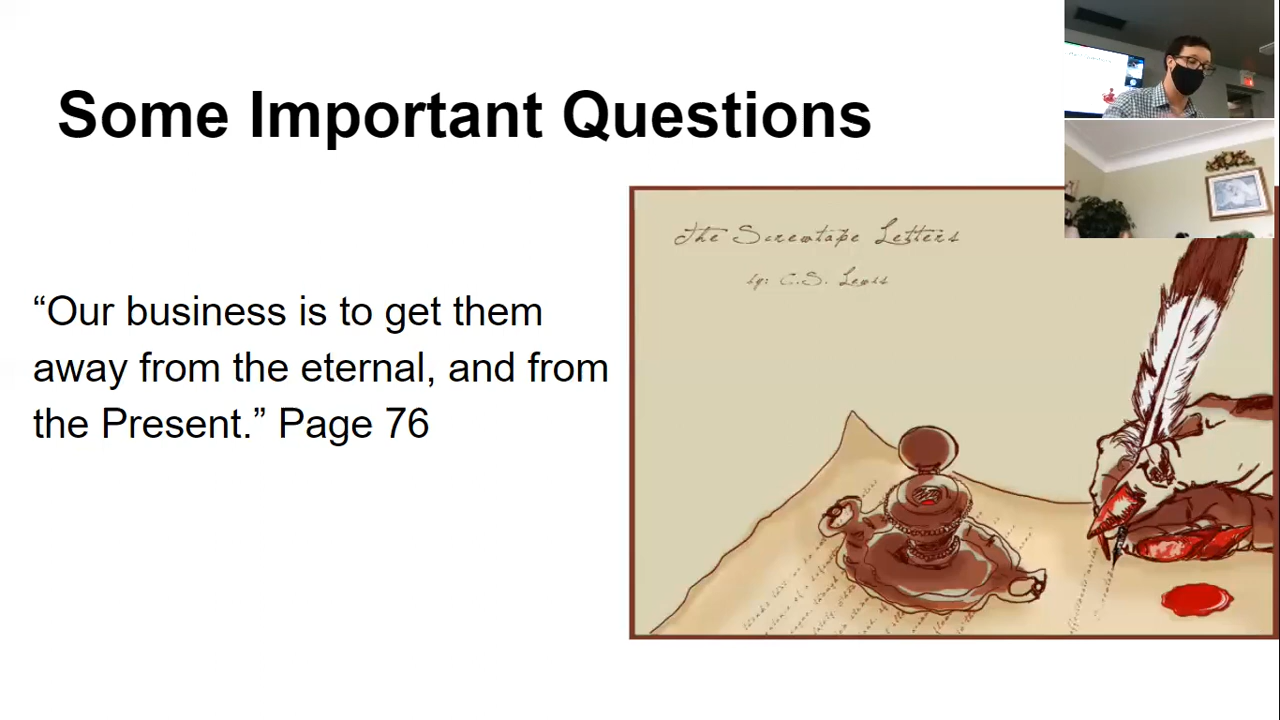 Some Important Questions
The Screwtape Letters
by: C.S. Lewis
“Our business is to get them
away from the eternal, and from
the Present.” Page 76